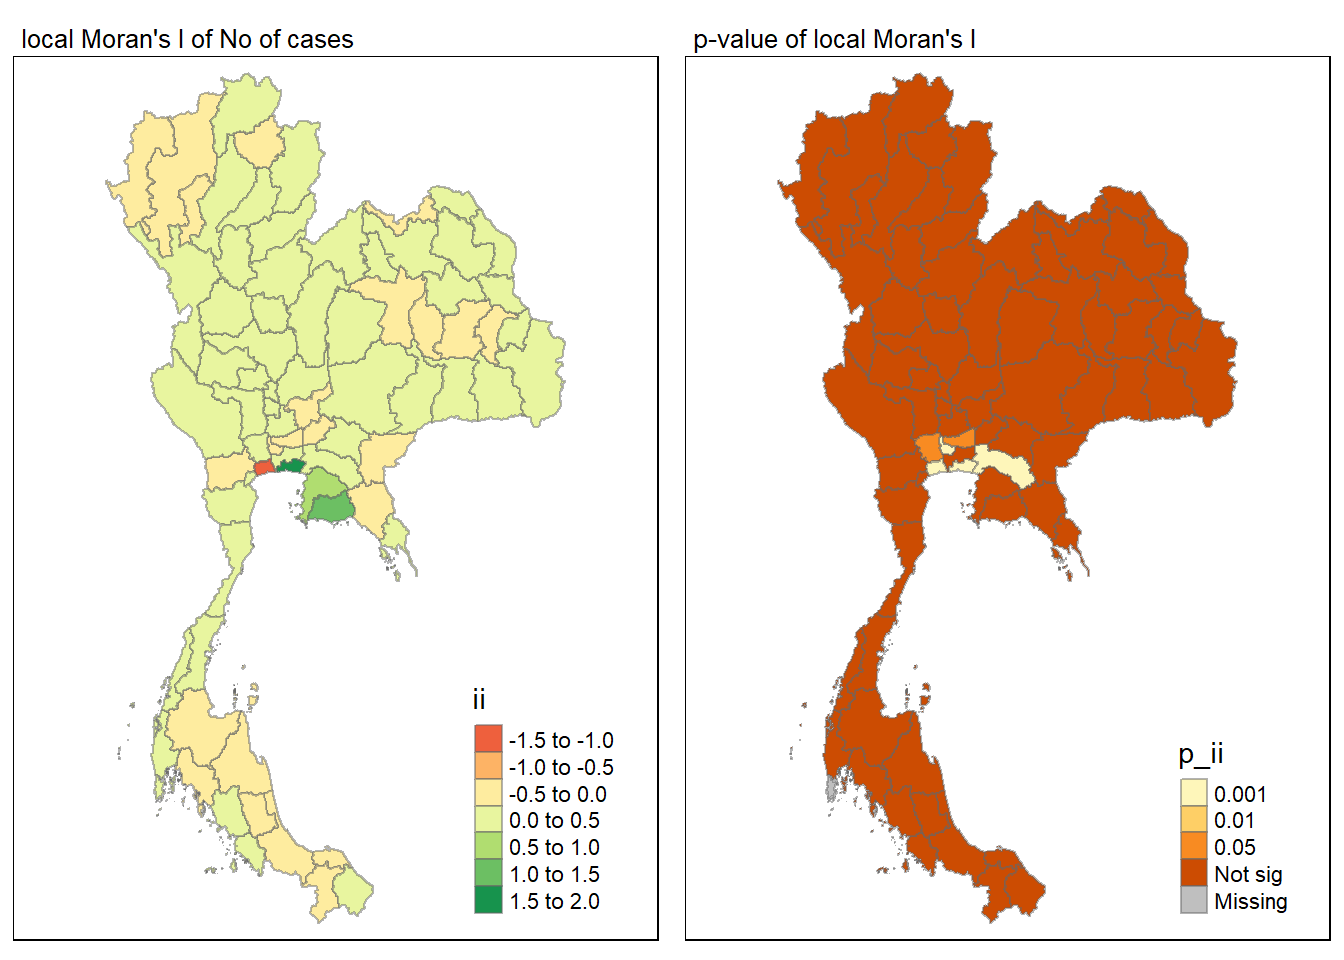 local Moran's I of No of cases
ii
-1.5 to -1.0
-1.0 to -0.5
-0.5 to 0.0
0.0 to 0.5
0.5 to 1.0
1.0 to 1.5
1.5 to 2.0
p-value of local Moran's I
p_ii
0.001
0.01
0.05
Not sig
Missing